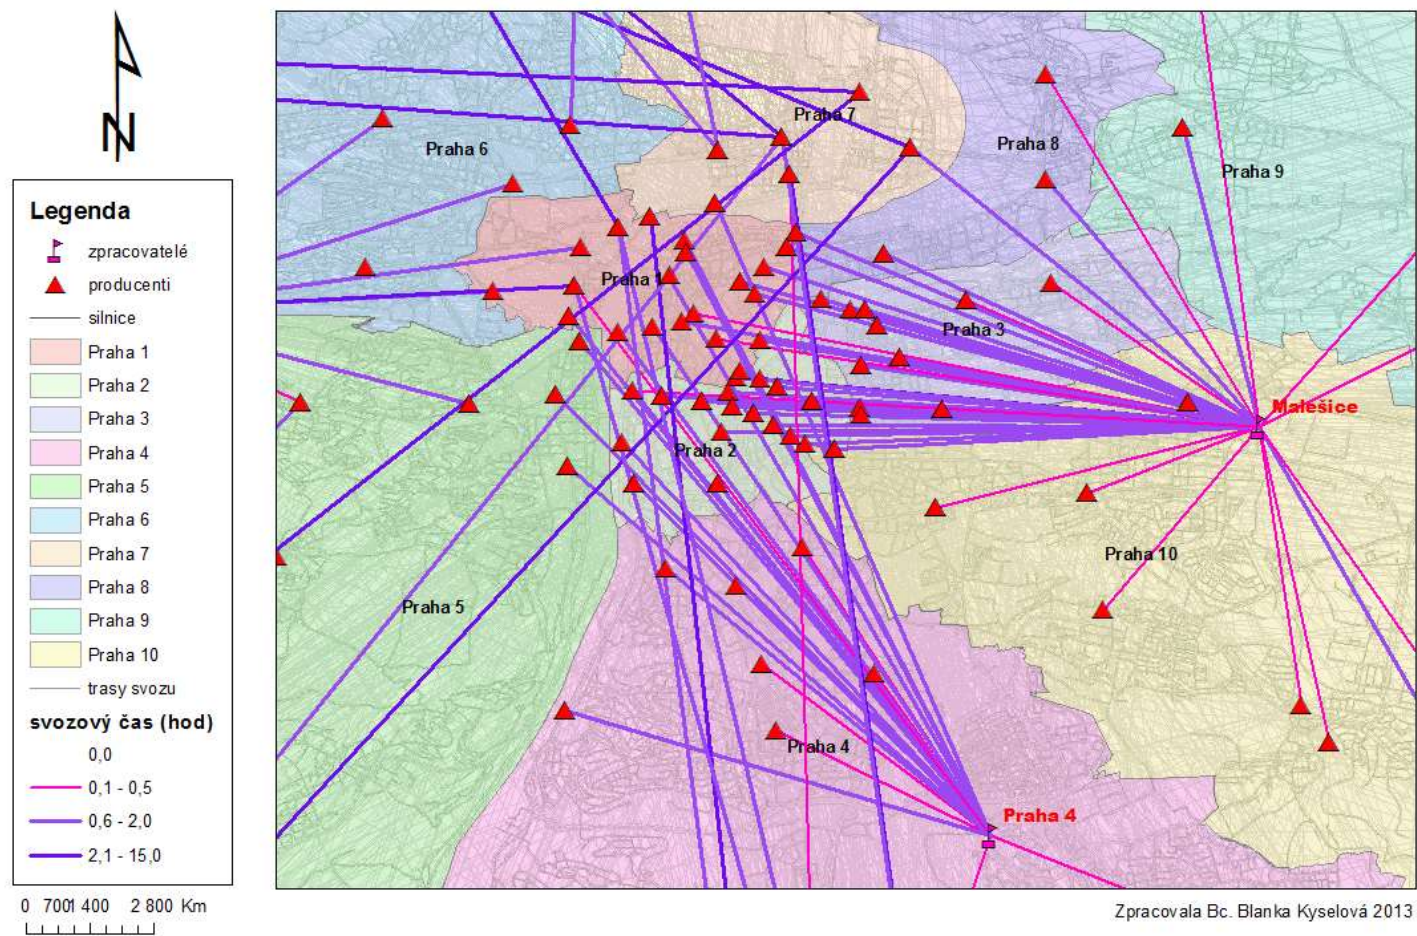 N
Legenda
zpracovatelé
producenti
silnice
Praha 1
Praha 2
Praha 3
Praha 4
Praha 5
Praha 6
Praha 7
Praha 8
Praha 9
Praha 10
trasy svozu
svozový čas (hod)
0,0
0,1 - 0,5
0,6 - 2,0
2,1 - 15,0
0 700 1 400 2 800 Km
Praha 7
Praha 6
Praha 8
Praha 9
Praha 1
Praha 3
Malešice
Praha 2
Praha 10
Praha 5
Praha 4
Praha 4
Zpracovala Bc. Blanka Kyselová 2013